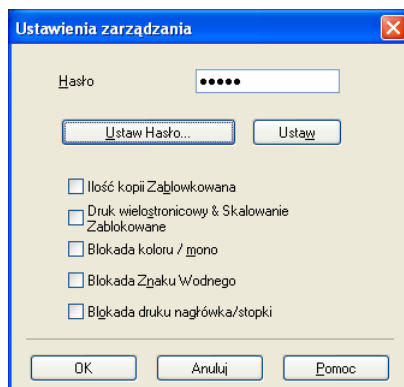 Ustawienia zarządzania
Hasło
Ustaw Hasło...
Ustaw
Ilość kopii Zablowkowana
Druk wielostronicowy & Skalowanie
Zablokowane
Blokada koloru / mono
Blokada Znaku Wodnego
Blokada druku nagłówka/stopki
OK
Anuluj
Pomoc